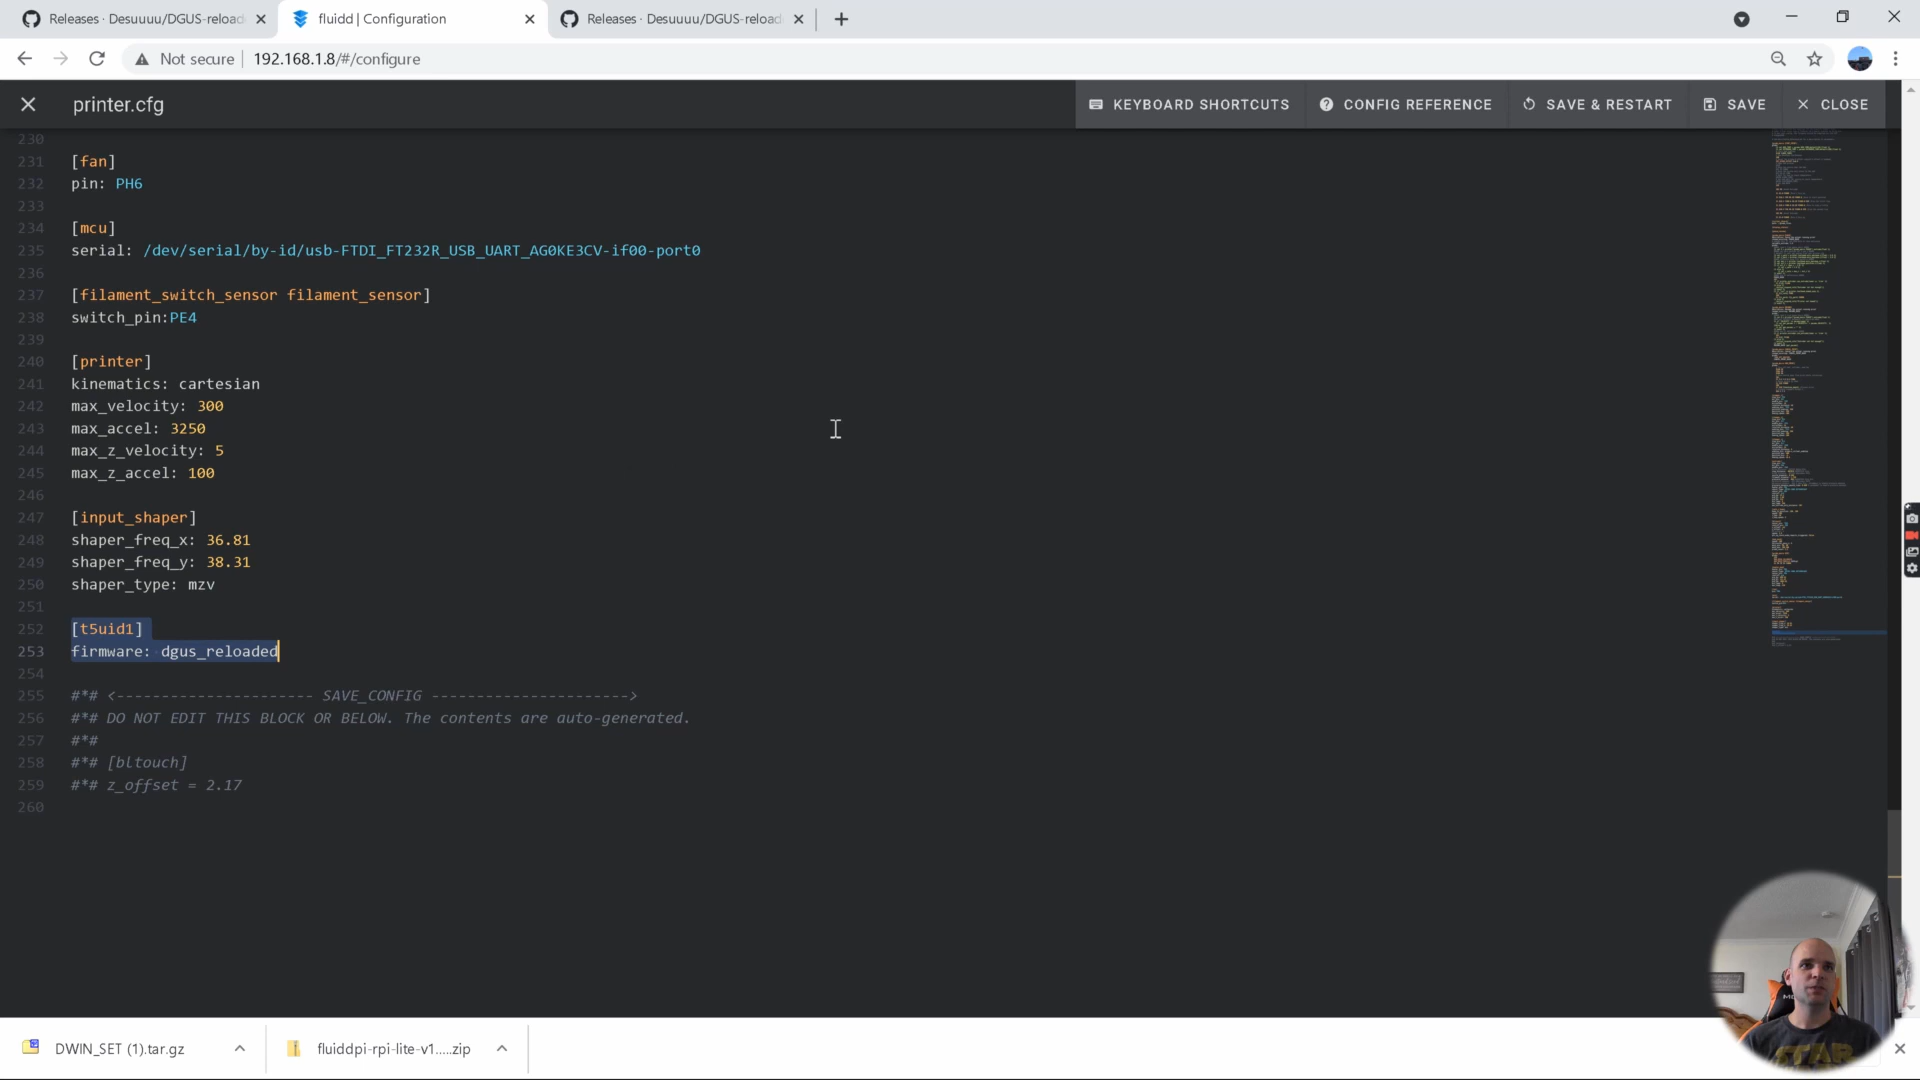 Releases · Desuuuu/DGUS-reload
fluidd | Configuration
Releases · Desuuuu/DGUS-reload
Not secure
192.168.1.8/#/configure
printer.cfg
KEYBOARD SHORTCUTS
CONFIG REFERENCE
SAVE & RESTART
SAVE
CLOSE
230
231 [fan]
232 pin: PH6
233
234 [mcu]
235 serial: /dev/serial/by-id/usb-FTDI_FT232R_USB_UART_AG0KE3CV-if00-port0
236
237 [filament_switch_sensor filament_sensor]
238 switch_pin:PE4
239
240 [printer]
241 kinematics: cartesian
242 max_velocity: 300
243 max_accel: 3250
244 max_z_velocity: 5
245 max_z_accel: 100
246
247 [input_shaper]
248 shaper_freq_x: 36.81
249 shaper_freq_y: 38.31
250 shaper_type: mzv
251
252 [t5uid1]
253 firmware: dgus_reloaded
254
255 #*# <---------------------- SAVE_CONFIG ---------------------->
256 #*# DO NOT EDIT THIS BLOCK OR BELOW. The contents are auto-generated.
257 #*#
258 #*# [bltouch]
259 #*# z_offset = 2.17
260
DWIN_SET (1).tar.gz
fluiddpi-rpi-lite-v1.....zip